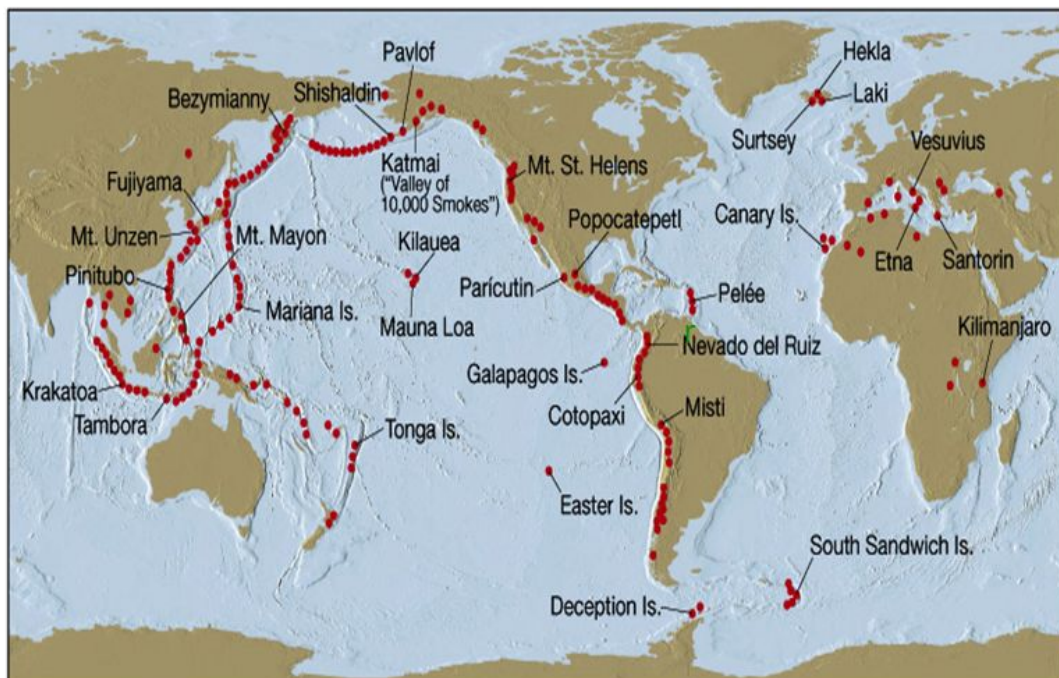 Hekla
Pavlof
Laki
Shishaldin
Bezymianny
Surtsey
Vesuvius
Katmai
("Valley of
10,000 Smokes")
Mt. St. Helens
Fujiyama
Popocatepetl
Canary Is.
Mt. Unzen
Mt. Mayon
Kilauea
Etna
Santorin
Pinitubo
Parícutin
Pelée
Mariana Is.
Mauna Loa
Kilimanjaro
r
Nevado del Ruiz
Galapagos Is.
Krakatoa
Cotopaxi
Misti
Tambora
Tonga Is.
Easter Is.
South Sandwich Is.
Deception Is.